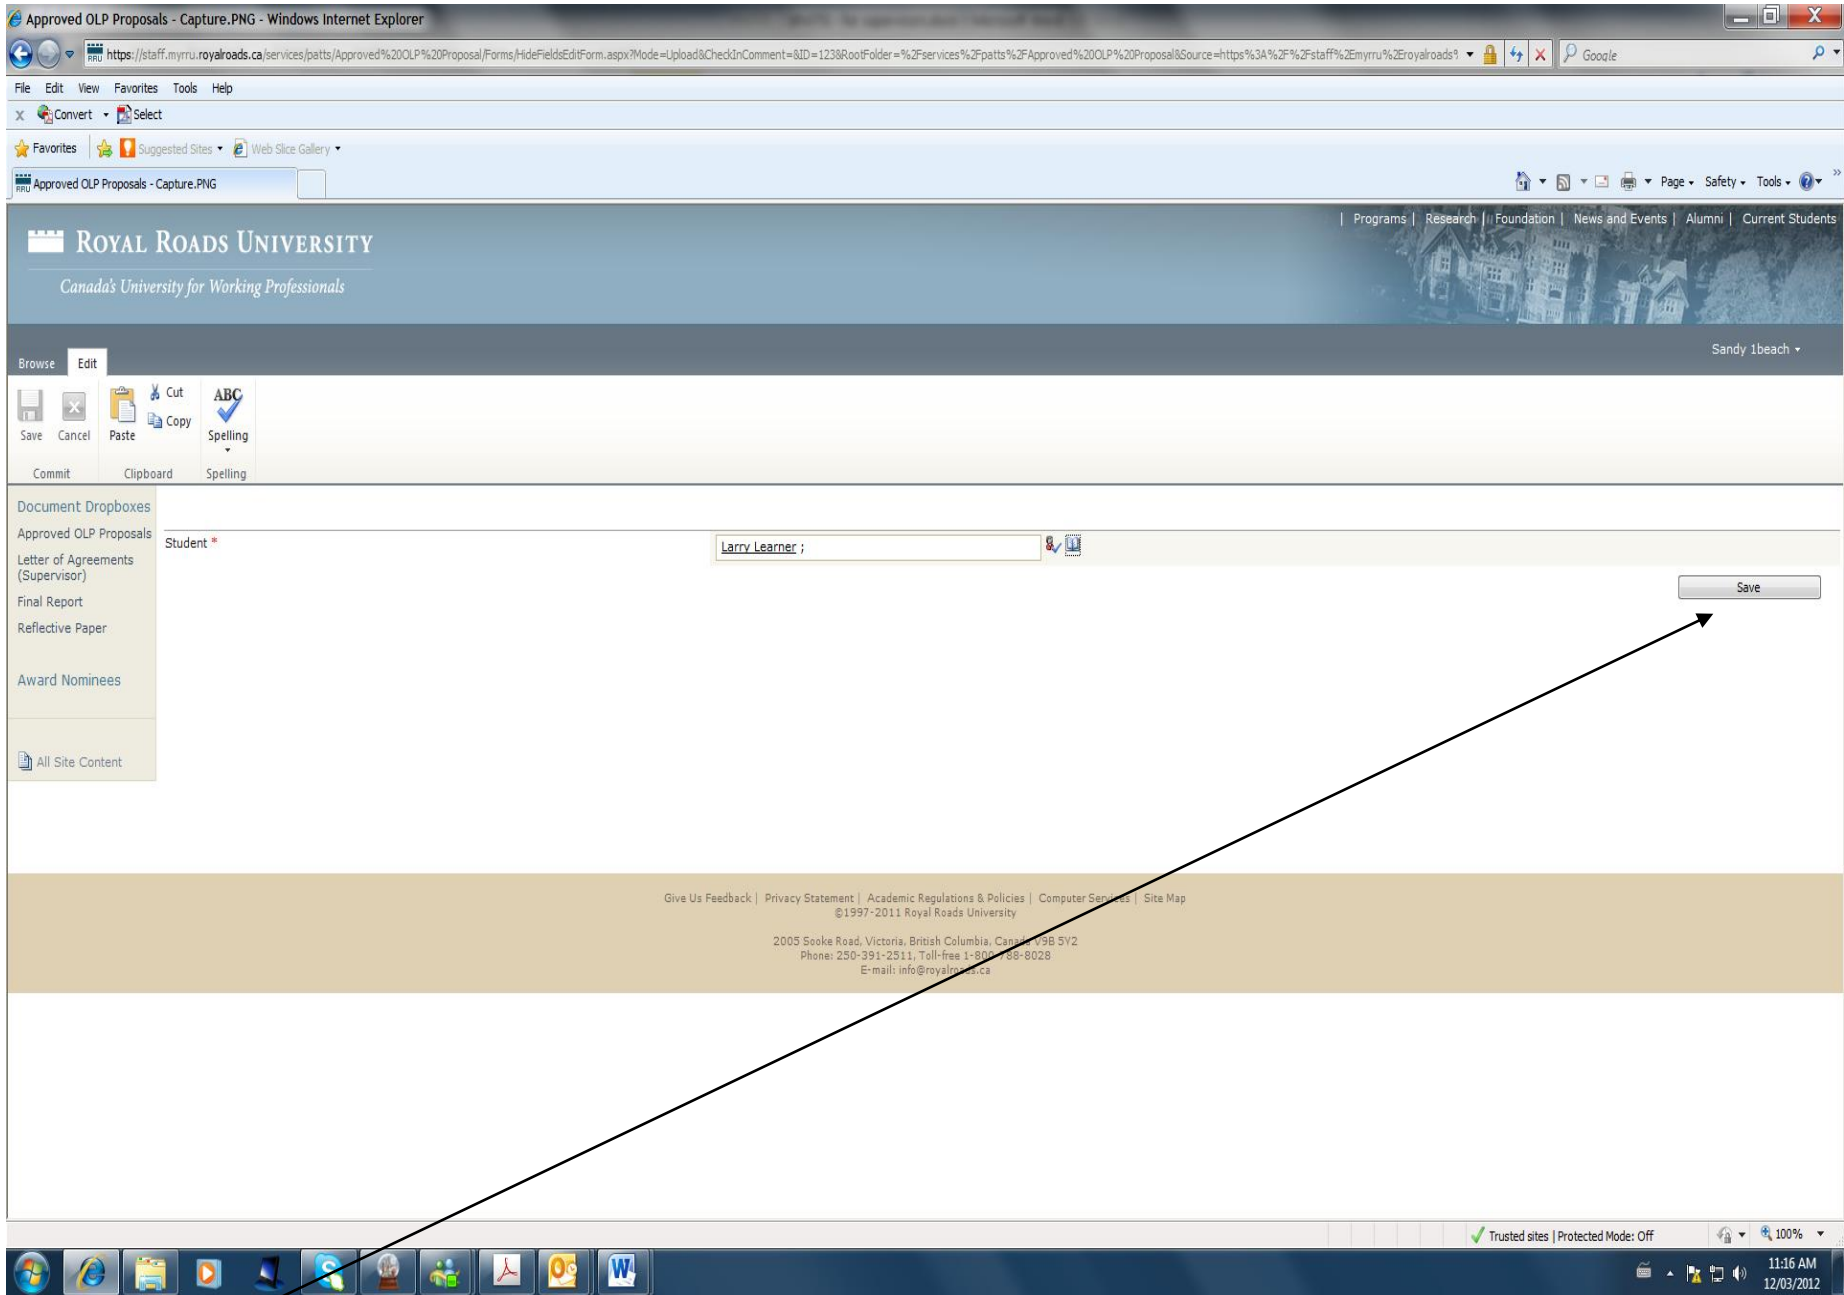 Approved OLP Proposals - Capture.PNG - Windows Internet Explorer
https://staff.myrru.royalroads.ca/services/patts/Approved%20OLP%20Proposal/Forms/HideFieldsEditForm.aspx?Mode=Upload&CheckInComment=&ID=123&RootFolder=%2Fservices%2Fpatts%2FApproved%20OLP%20Proposal&Source=https%3A%2F%2Fstaff%2Emyrru%2Eroyalroads%
Google
File Edit View Favorites Tools Help
x Convert Select
Favorites Suggested Sites Web Slice Gallery
RRU Approved OLP Proposals - Capture.PNG
Page Safety Tools
| Programs | Research | Foundation | News and Events | Alumni | Current Students
ROYAL ROADS UNIVERSITY
Canada's University for Working Professionals
Sandy 1beach
Browse Edit
Save Cancel Paste Cut Copy ABC Spelling
Commit Clipboard Spelling
Document Dropboxes
Approved OLP Proposals
Letter of Agreements
(Supervisor)
Final Report
Reflective Paper
Award Nominees
All Site Content
Student * Larry Learner ;
Save
Give Us Feedback | Privacy Statement | Academic Regulations & Policies | Computer Services | Site Map
©1997-2011 Royal Roads University
2005 Sooke Road, Victoria, British Columbia, Canada V9B 5Y2
Phone: 250-391-2511, Toll-free 1-800-788-8028
E-mail: info@royalroads.ca
Trusted sites | Protected Mode: Off 100%
11:16 AM
12/03/2012